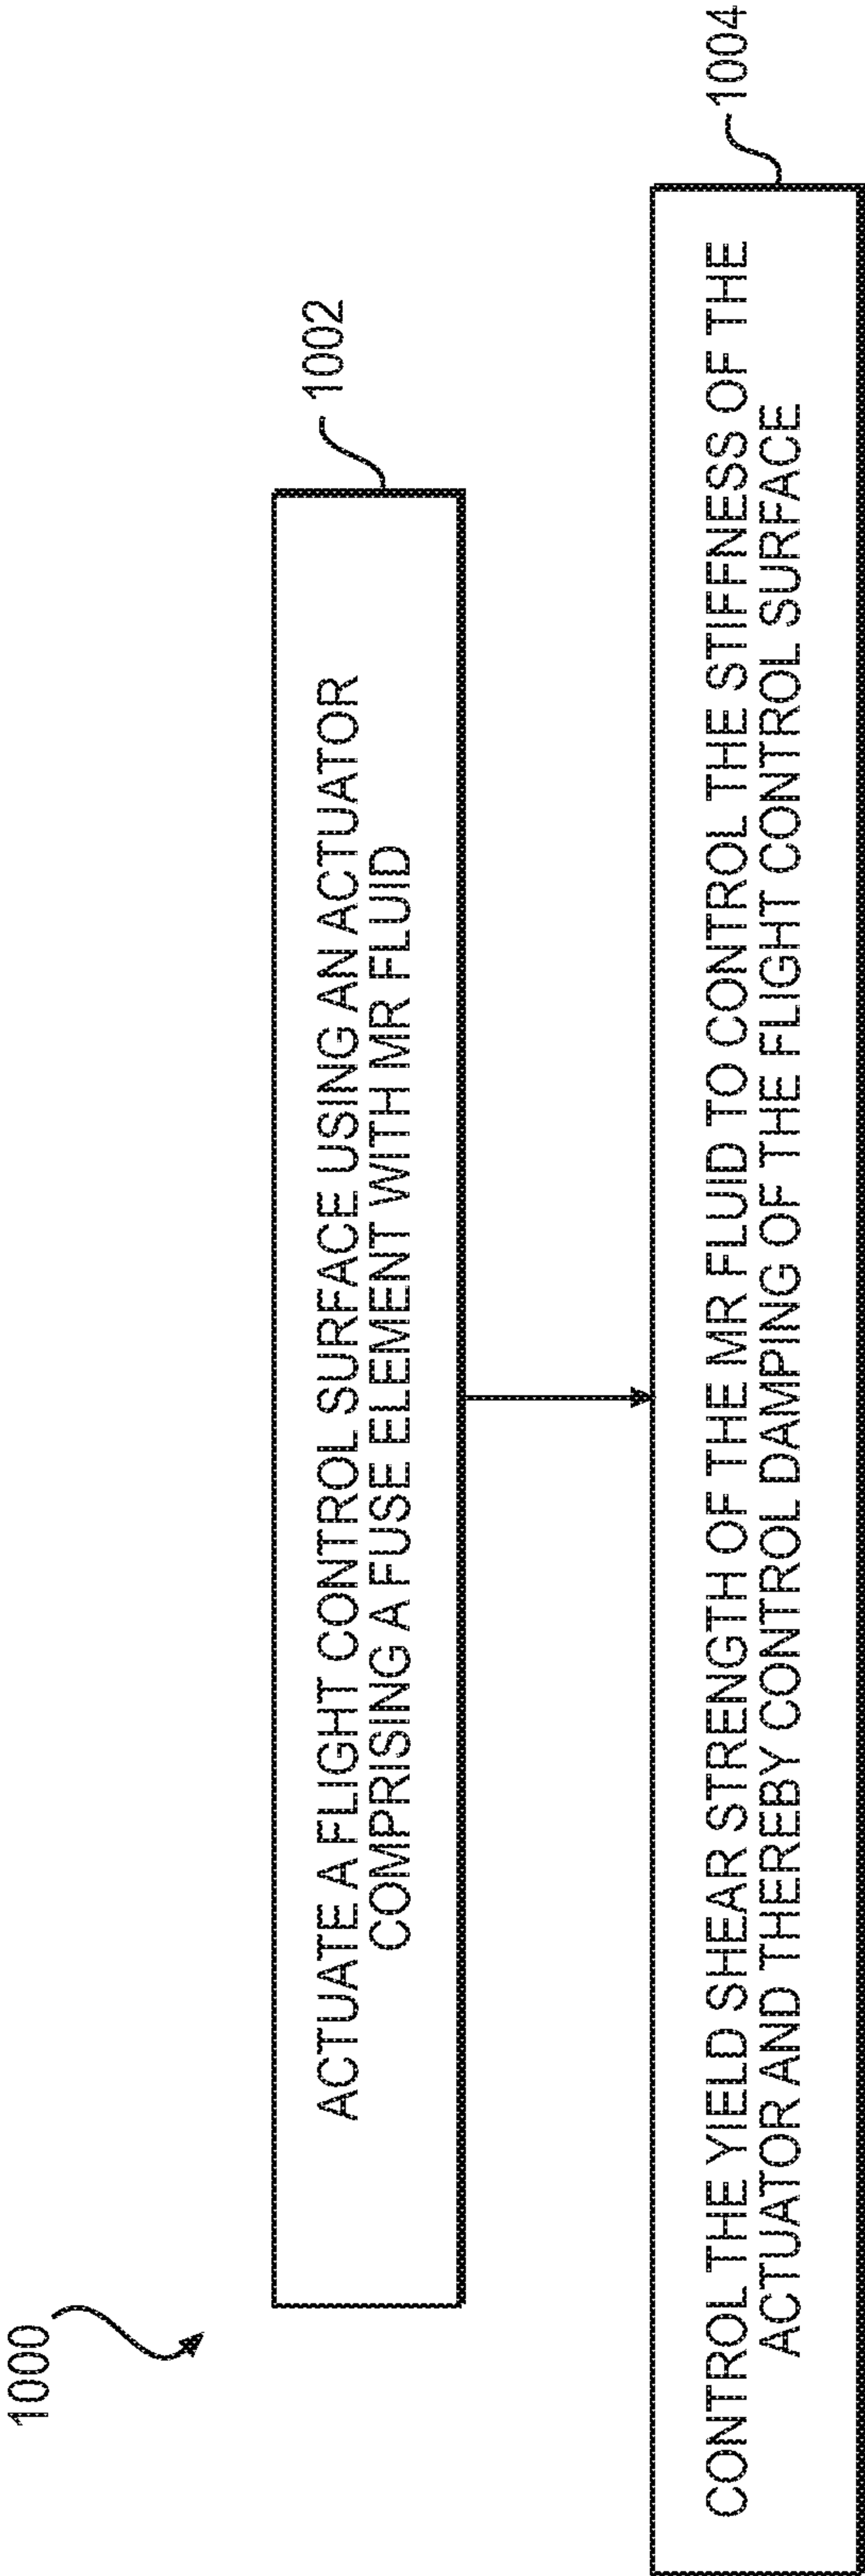 1000
1002
ACTUATE A FLIGHT CONTROL SURFACE USING AN ACTUATOR
COMPRISING A FUSE ELEMENT WITH MR FLUID
1004
CONTROL THE YIELD SHEAR STRENGTH OF THE MR FLUID TO CONTROL THE STIFFNESS OF THE
ACTUATOR AND THEREBY CONTROL DAMPING OF THE FLIGHT CONTROL SURFACE